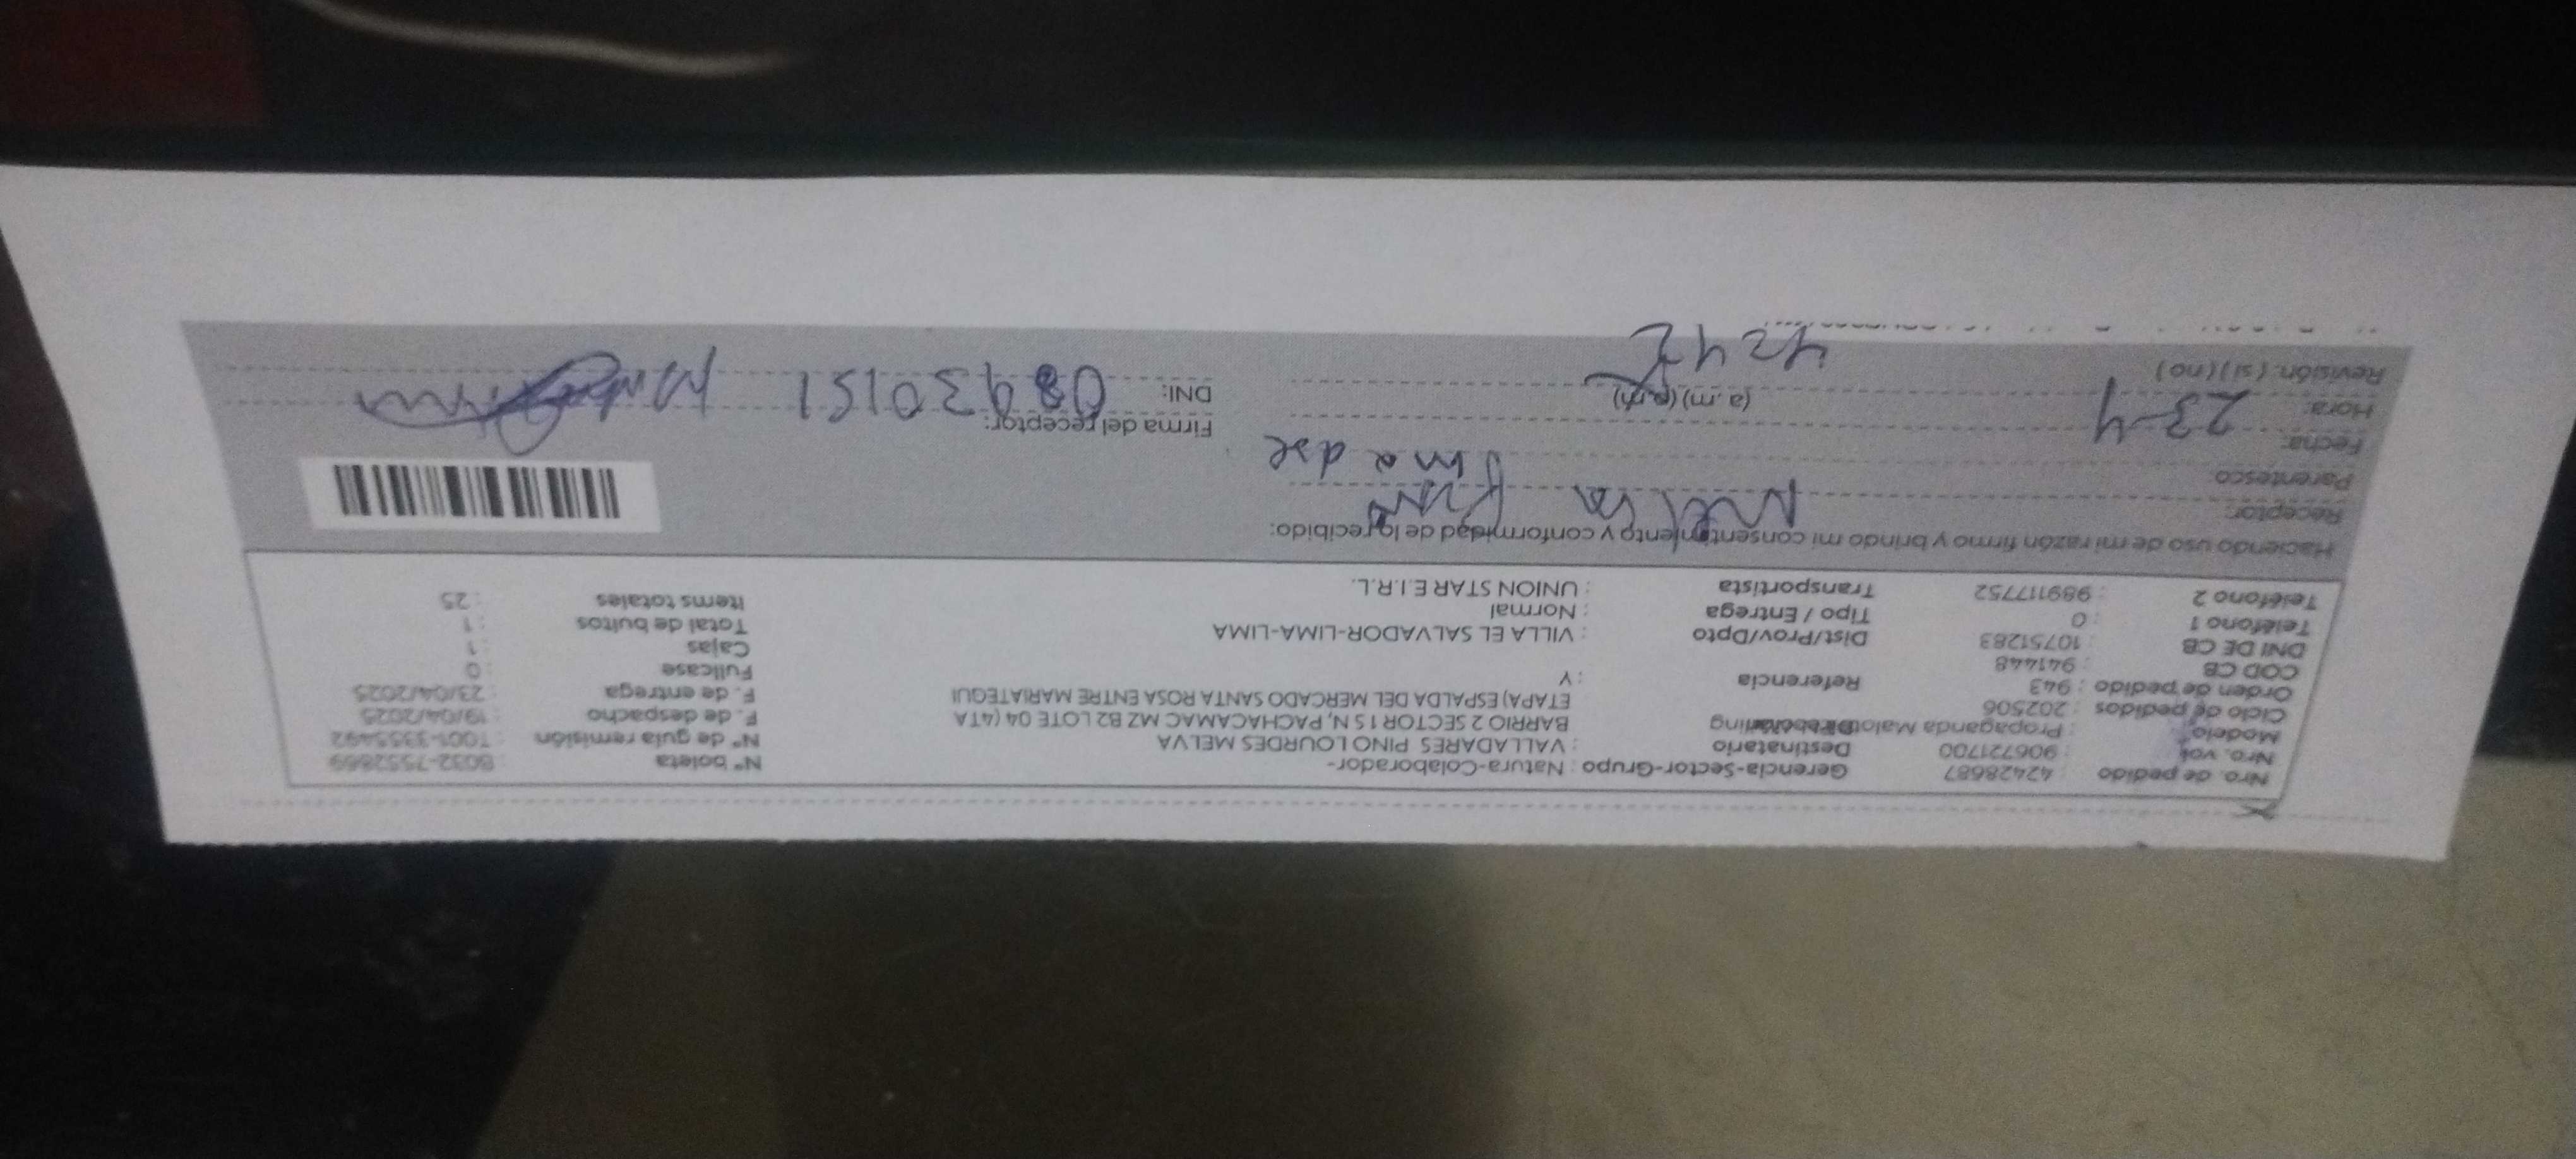 Nro. de pedido : 42428687 Gerencia-Sector-Grupo : Natura-Colaborador- N° boleta : B032-7552869
Nro. vol : 906721700 Destinatario : VALLADARES PINO LOURDES MELVA N° de guía remisión : T001-3355492
Modelo : Propaganda BARRIO 2 SECTOR 15 N, PACHACAMAC MZ B2 LOTE 04 (4TA F. de despacho : 19/04/2025
Ciclo de pedidos : 202506 ETAPA) ESPALDA DEL MERCADO SANTA ROSA ENTRE MARIATEGUI F. de entrega : 23/04/2025
Orden de pedido : 943 Referencia : Y Fullcase : 0
COD CB : 941448 Cajas : 1
DNI DE CB : 10751283 Dist/Prov/Dpto : VILLA EL SALVADOR-LIMA-LIMA Total de bultos : 1
Teléfono 1 : 0 Tipo / Entrega : Normal Items totales : 25
Teléfono 2 : 989117752 Transportista : UNION STAR E.I.R.L.
Haciendo uso de mi razón firmo y brindo mi consentimiento y conformidad de lo recibido:
Receptor: Melva
Parentesco
Fecha: 23-4 Firma del receptor:
Hora: (a.m) (p.m) DNI: 08930151
Revisión: (si) (no)